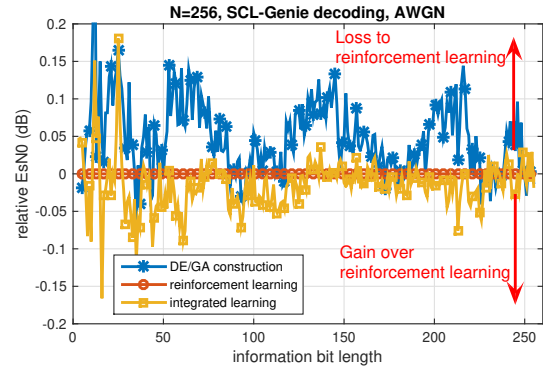 N=256, SCL-Genie decoding, AWGN
0.2
0.15
0.1
0.05
0
-0.05
-0.1
-0.15
-0.2
relative EsN0 (dB)
Loss to
reinforcement learning
Gain over
reinforcement learning
DE/GA construction
reinforcement learning
integrated learning
0
50
100
150
200
250
information bit length